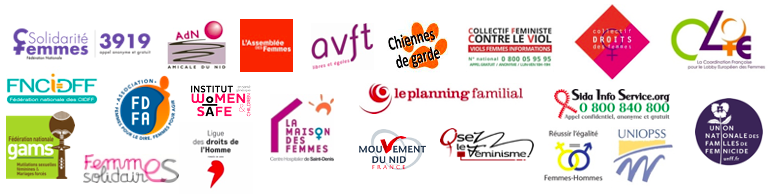 Solidarité
Femmes
Fédération Nationale
3919
appel anonyme et gratuit
AdN
AMICALE DU NID
L'Assemblée
des Femmes
avft
libres et égales
Chiennes
de garde
COLLECTIF FÉMINISTE
CONTRE LE VIOL
VIOLS FEMMES INFORMATIONS
N° national 0 800 05 95 95
collectif
DROITS
des femmes
CLEF
La Coordination Française
pour le Lobby Européen des Femmes
FNCiDFF
Fédération nationale des CIDFF
ASSOCIATION
FDFA
FEMMES POUR LE DIRE, FEMMES POUR AGIR
INSTITUT
WOMEN
SAFE
LA
MAISON
DES
FEMMES
Centre Hospitalier de Saint-Denis
le planning familial
Sida Info Service.org
0 800 840 800
Appel confidentiel, anonyme et gratuit
Fédération nationale
gams
Mutilations sexuelles
féminines &
Mariages forcés
Femmes
solidairES
Ligue
des droits de
l'Homme
MOUVEMENT
DU NID
FRANCE
Osez
le féminisme!
Réussir l'égalité
Femmes-Hommes
UNIOPSS
UNION
NATIONALE DES
FAMILLES DE
FEMINICIDE
unff.fr